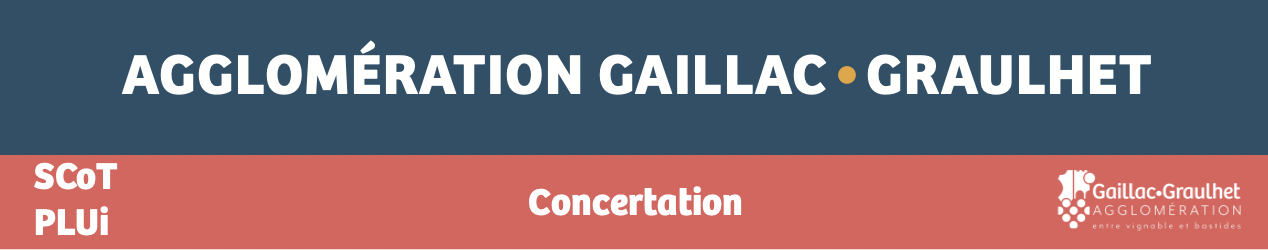 AGGLOMÉRATION GAILLAC•GRAULHET
SCoT
PLUi
Concertation
Gaillac•Graulhet
AGGLOMÉRATION
entre vignoble et bastides